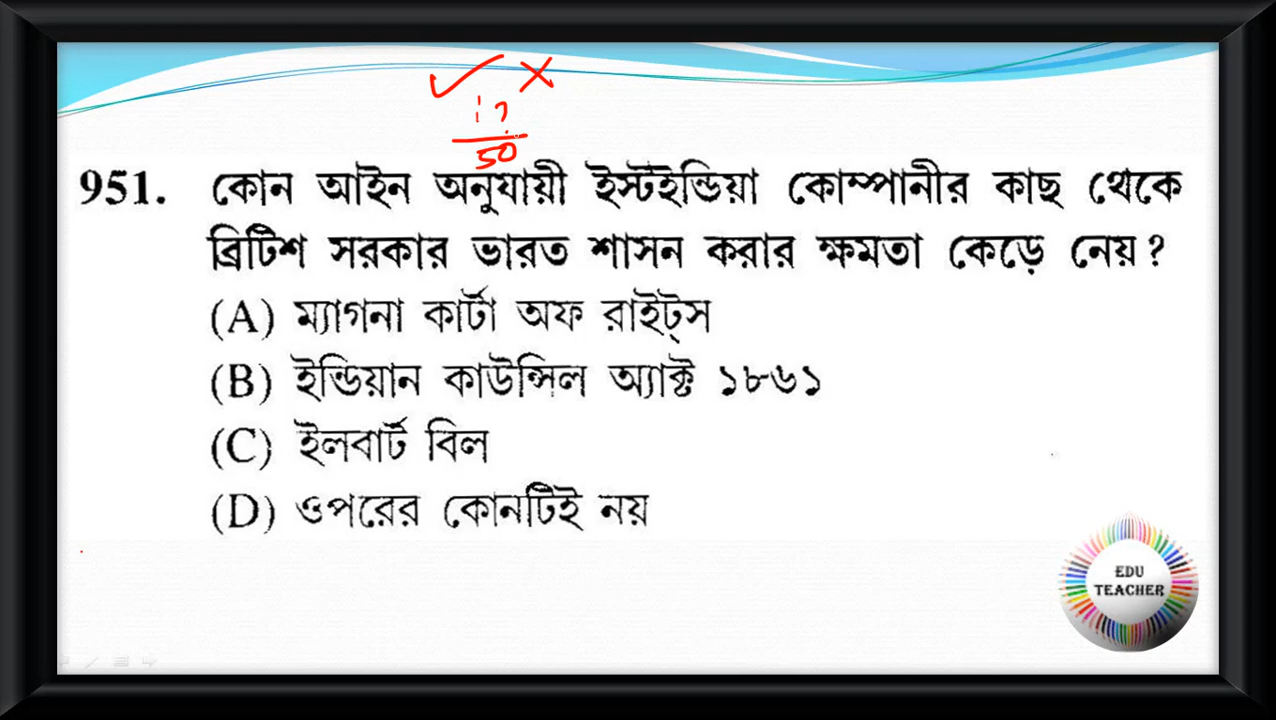 50
951. কোন আইন অনুযায়ী ইস্টইন্ডিয়া কোম্পানীর কাছ থেকে
ব্রিটিশ সরকার ভারত শাসন করার ক্ষমতা কেড়ে নেয়?
(A) ম্যাগনা কার্টা অফ রাইট্স
(B) ইন্ডিয়ান কাউন্সিল অ্যাক্ট ১৮৬১
(C) ইলবার্ট বিল
(D) ওপরের কোনটিই নয়
EDU
TEACHER